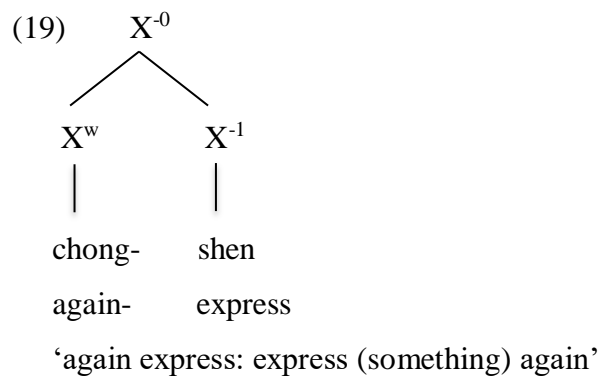 (19) X⁻⁰
Xʷ X⁻¹
chong- shen
again- express
‘again express: express (something) again’